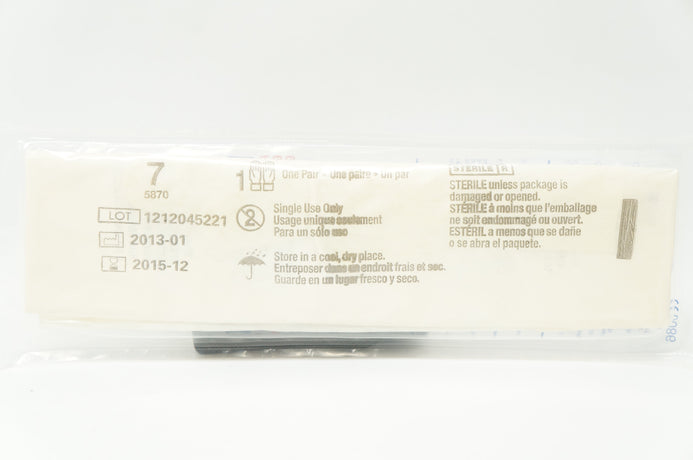 7
5870
LOT 1212045221
2013-01
2015-12
1 One Pair - Une paire - Un par
2 Single Use Only
Usage unique seulement
Para un sólo uso
Store in a cool, dry place.
Entreposer dans un endroit frais et sec.
Guarde en un lugar fresco y seco.
STERILE R
STERILE unless package is
damaged or opened.
STÉRILE à moins que l'emballage
ne soit endommagé ou ouvert.
ESTÉRIL a menos que se dañe
o se abra el paquete.